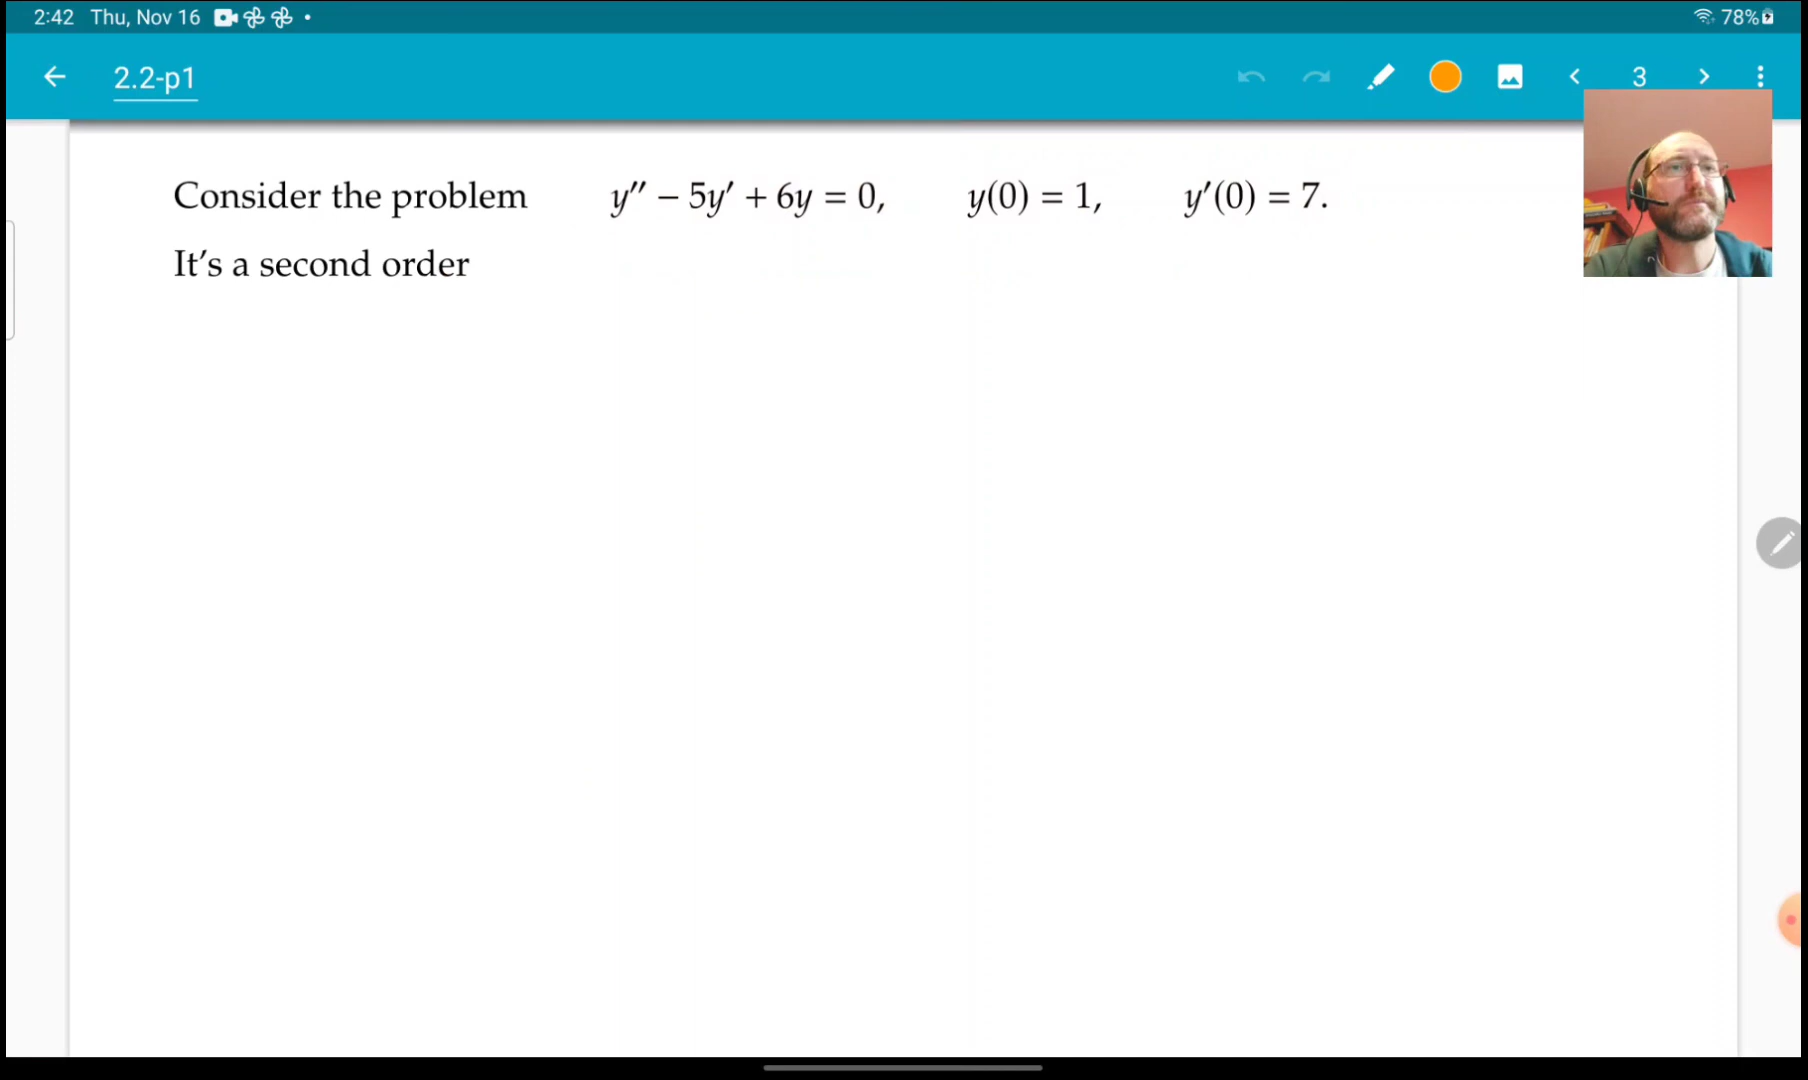 2:42 Thu, Nov 16 78%
2.2-p1 3
Consider the problem y″ − 5y′ + 6y = 0, y(0) = 1, y′(0) = 7.
It’s a second order